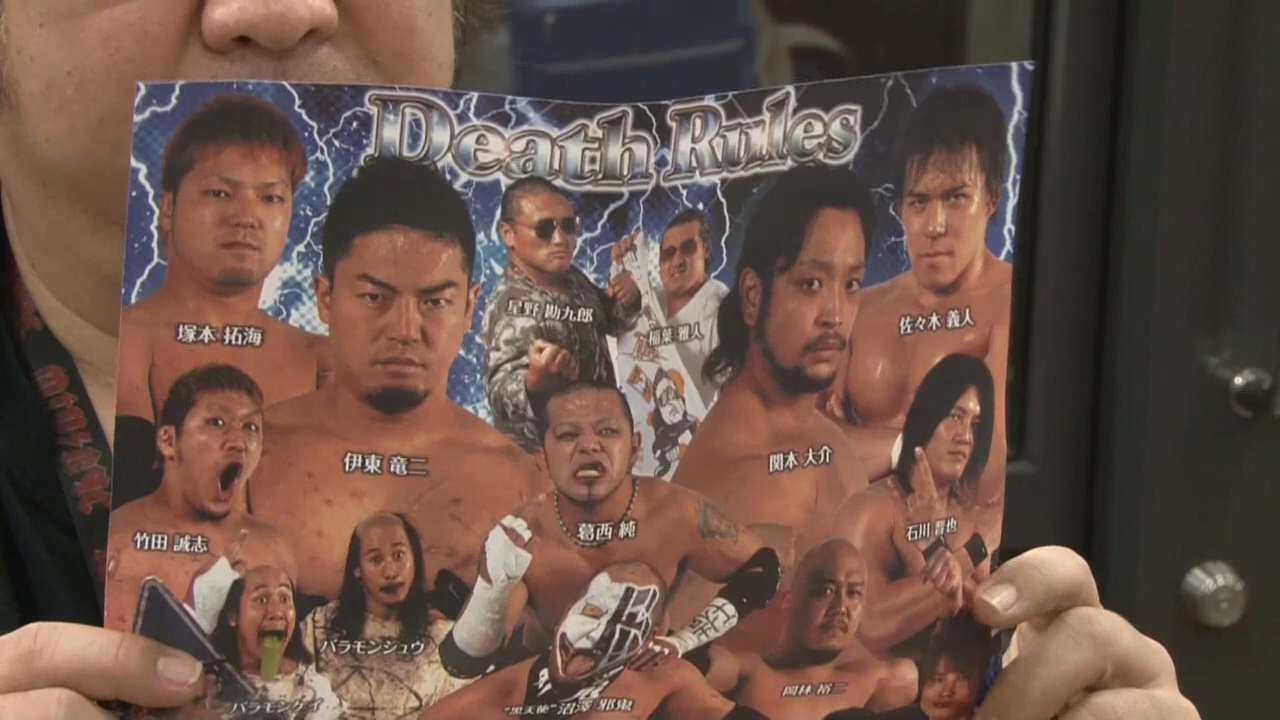 Death Rules
星野 勘九郎
佐々木 義人
塚本 拓海
稲葉 雅人
伊東 竜二
関本 大介
葛西 純
石川 晋也
竹田 誠志
バラモンシュウ
岡林 裕二
バラモンケイ
"黒天使" 沼澤 邪鬼